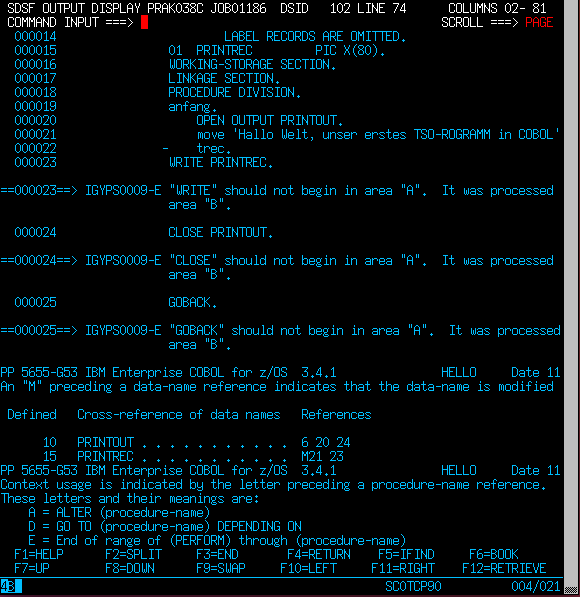 SDSF OUTPUT DISPLAY PRAK038C JOB01186  DSID   102 LINE 74      COLUMNS 02- 81
COMMAND INPUT ===>                                            SCROLL ===> PAGE
000014                        LABEL RECORDS ARE OMITTED.
000015                01  PRINTREC         PIC X(80).
000016                WORKING-STORAGE SECTION.
000017                LINKAGE SECTION.
000018                PROCEDURE DIVISION.
000019                anfang.
000020                    OPEN OUTPUT PRINTOUT.
000021                    move 'Hallo Welt, unser erstes TSO-ROGRAMM in COBOL'
000022               -    trec.
000023                WRITE PRINTREC.
==000023==> IGYPS0009-E "WRITE" should not begin in area "A".  It was processed
area "B".
000024                CLOSE PRINTOUT.
==000024==> IGYPS0009-E "CLOSE" should not begin in area "A".  It was processed
area "B".
000025                GOBACK.
==000025==> IGYPS0009-E "GOBACK" should not begin in area "A".  It was processed
area "B".
PP 5655-G53 IBM Enterprise COBOL for z/OS  3.4.1               HELLO     Date 11
An "M" preceding a data-name reference indicates that the data-name is modified
Defined   Cross-reference of data names   References
10   PRINTOUT . . . . . . . . . . .  6 20 24
15   PRINTREC . . . . . . . . . . .  M21 23
PP 5655-G53 IBM Enterprise COBOL for z/OS  3.4.1               HELLO     Date 11
Context usage is indicated by the letter preceding a procedure-name reference.
These letters and their meanings are:
A = ALTER (procedure-name)
D = GO TO (procedure-name) DEPENDING ON
E = End of range of (PERFORM) through (procedure-name)
F1=HELP      F2=SPLIT     F3=END       F4=RETURN    F5=IFIND     F6=BOOK
F7=UP        F8=DOWN      F9=SWAP     F10=LEFT     F11=RIGHT    F12=RETRIEVE
4B                                                     SC0TCP90          004/021